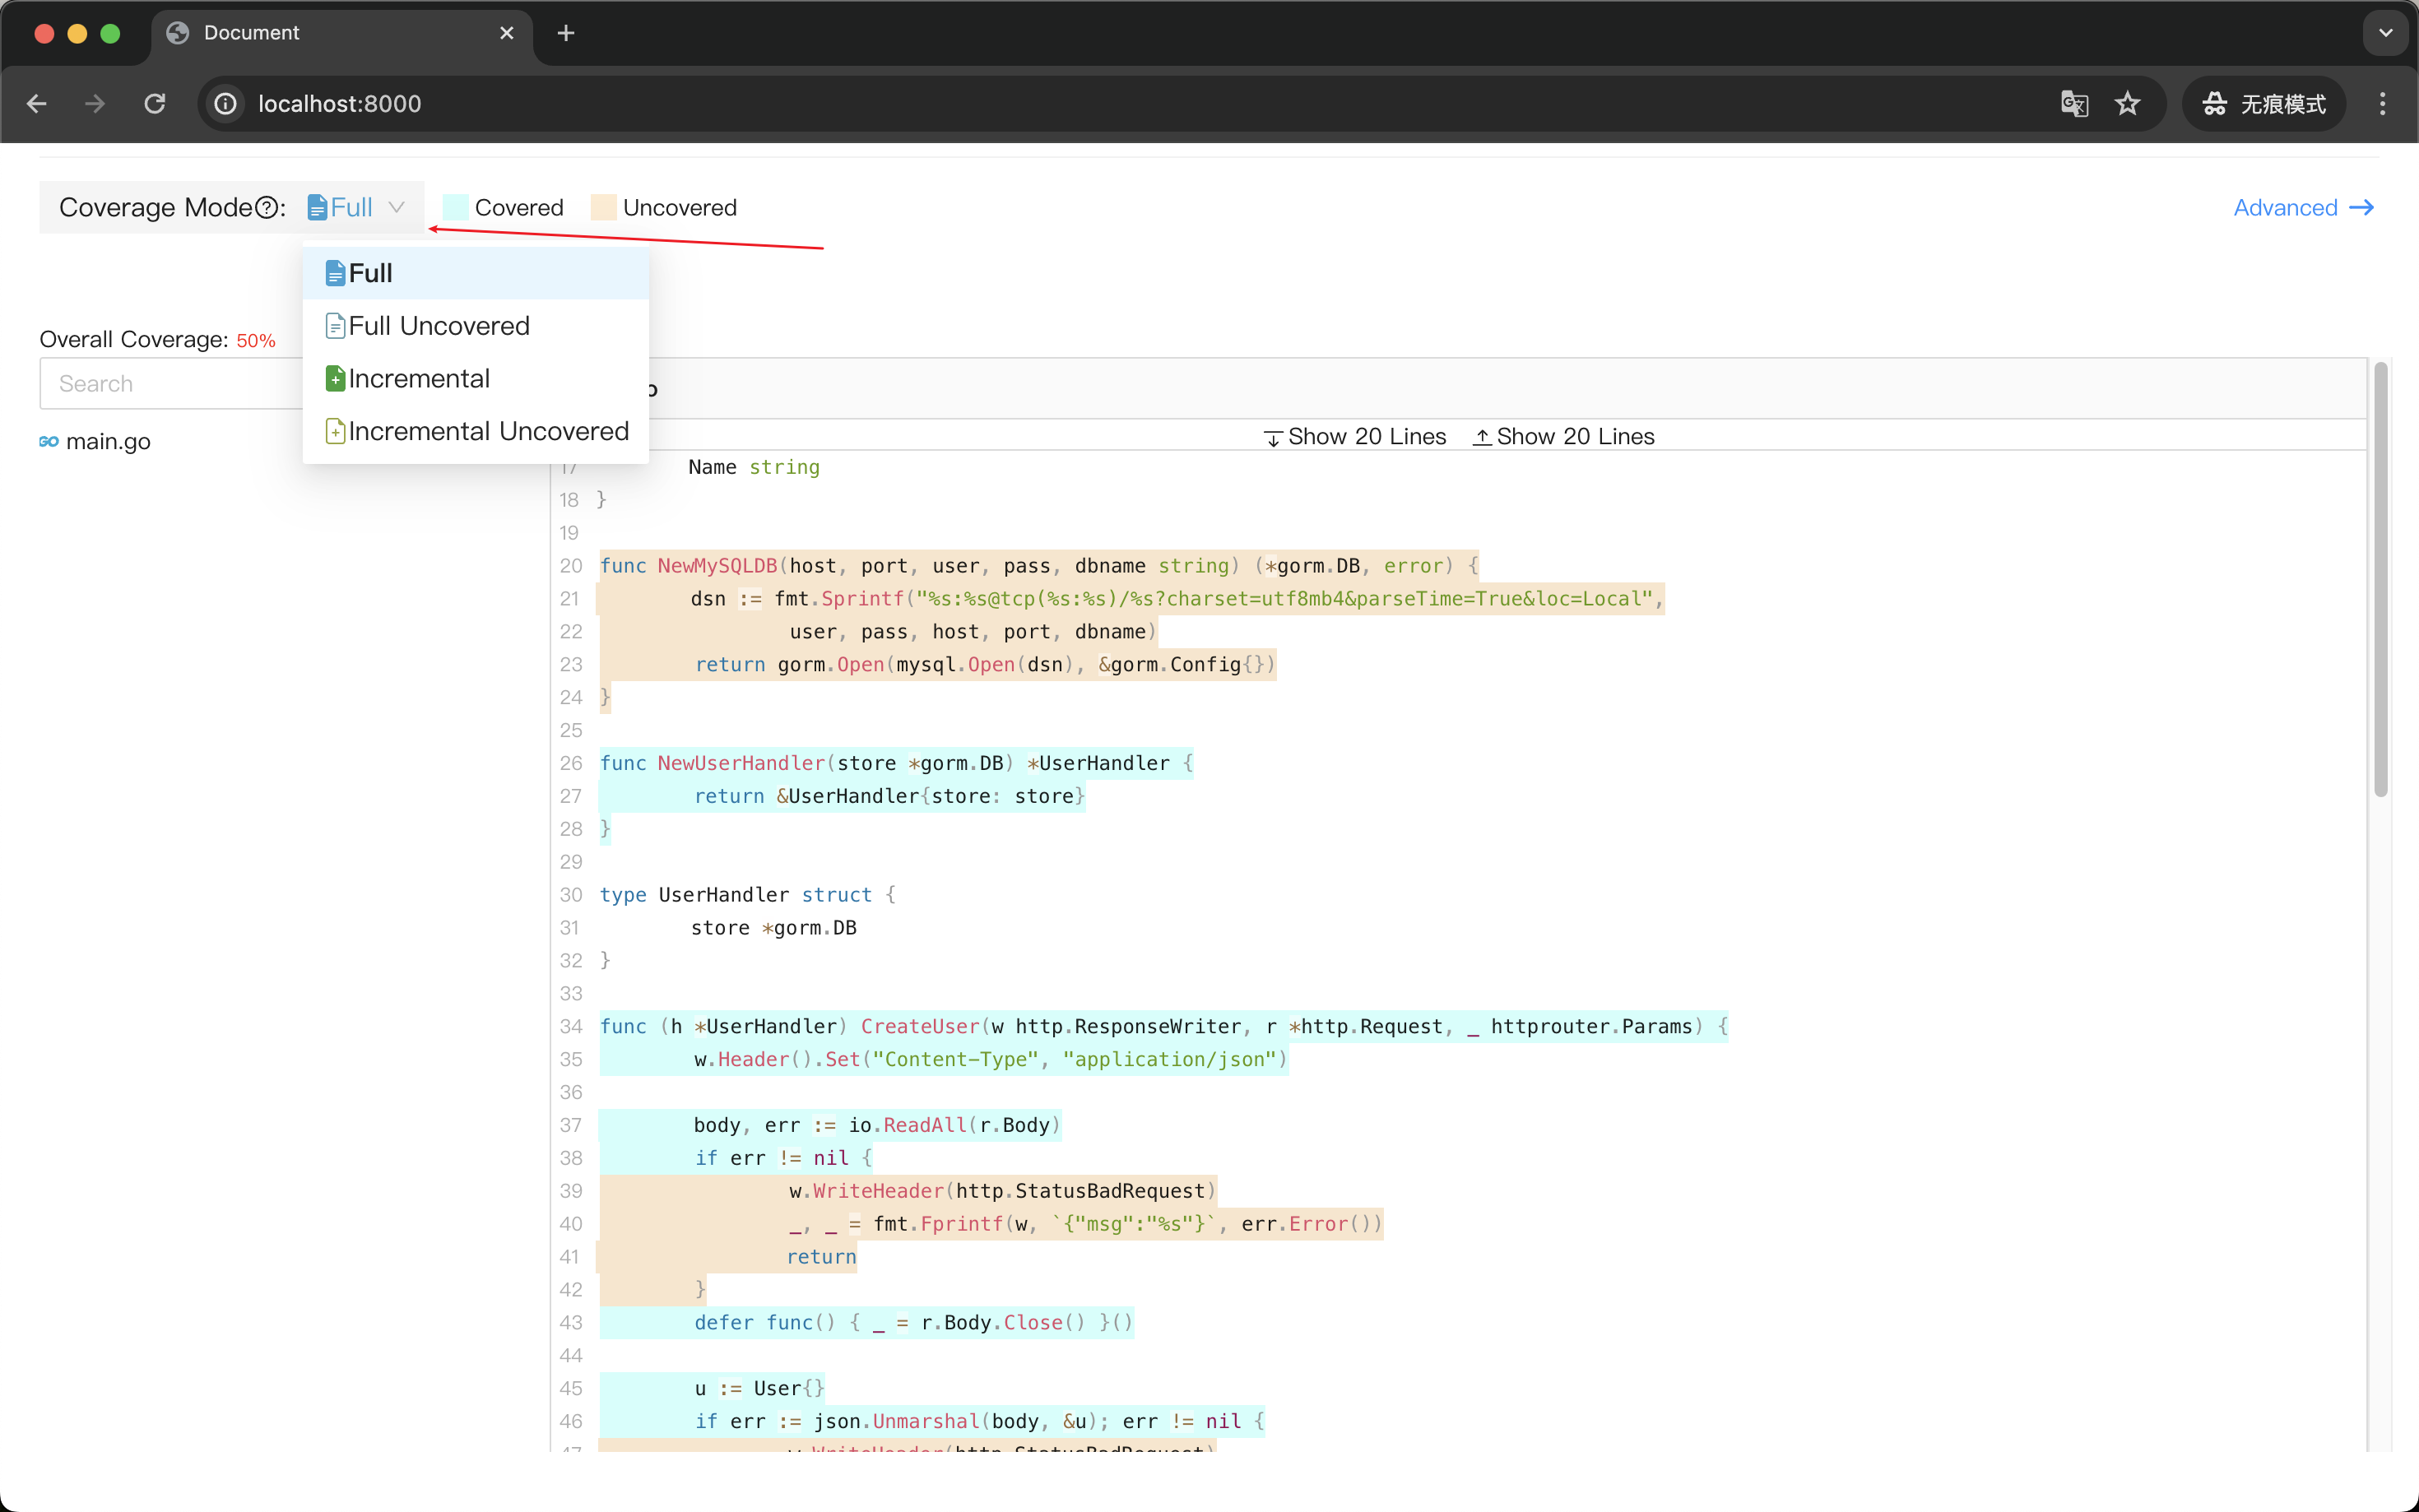 Document
localhost:8000
无痕模式
Coverage Mode?: Full
Covered
Uncovered
Advanced →
Full
Full Uncovered
Incremental
Incremental Uncovered
Overall Coverage: 50%
Search
GO main.go
Show 20 Lines Show 20 Lines
17 Name string
18 }
19
20 func NewMySQLDB(host, port, user, pass, dbname string) (*gorm.DB, error) {
21 dsn := fmt.Sprintf("%s:%s@tcp(%s:%s)/%s?charset=utf8mb4&parseTime=True&loc=Local",
22 user, pass, host, port, dbname)
23 return gorm.Open(mysql.Open(dsn), &gorm.Config{})
24 }
25
26 func NewUserHandler(store *gorm.DB) *UserHandler {
27 return &UserHandler{store: store}
28 }
29
30 type UserHandler struct {
31 store *gorm.DB
32 }
33
34 func (h *UserHandler) CreateUser(w http.ResponseWriter, r *http.Request, _ httprouter.Params) {
35 w.Header().Set("Content-Type", "application/json")
36
37 body, err := io.ReadAll(r.Body)
38 if err != nil {
39 w.WriteHeader(http.StatusBadRequest)
40 _, _ = fmt.Fprintf(w, `{"msg":"%s"}`, err.Error())
41 return
42 }
43 defer func() { _ = r.Body.Close() }()
44
45 u := User{}
46 if err := json.Unmarshal(body, &u); err != nil {
47 w.WriteHeader(http.StatusBadRequest)